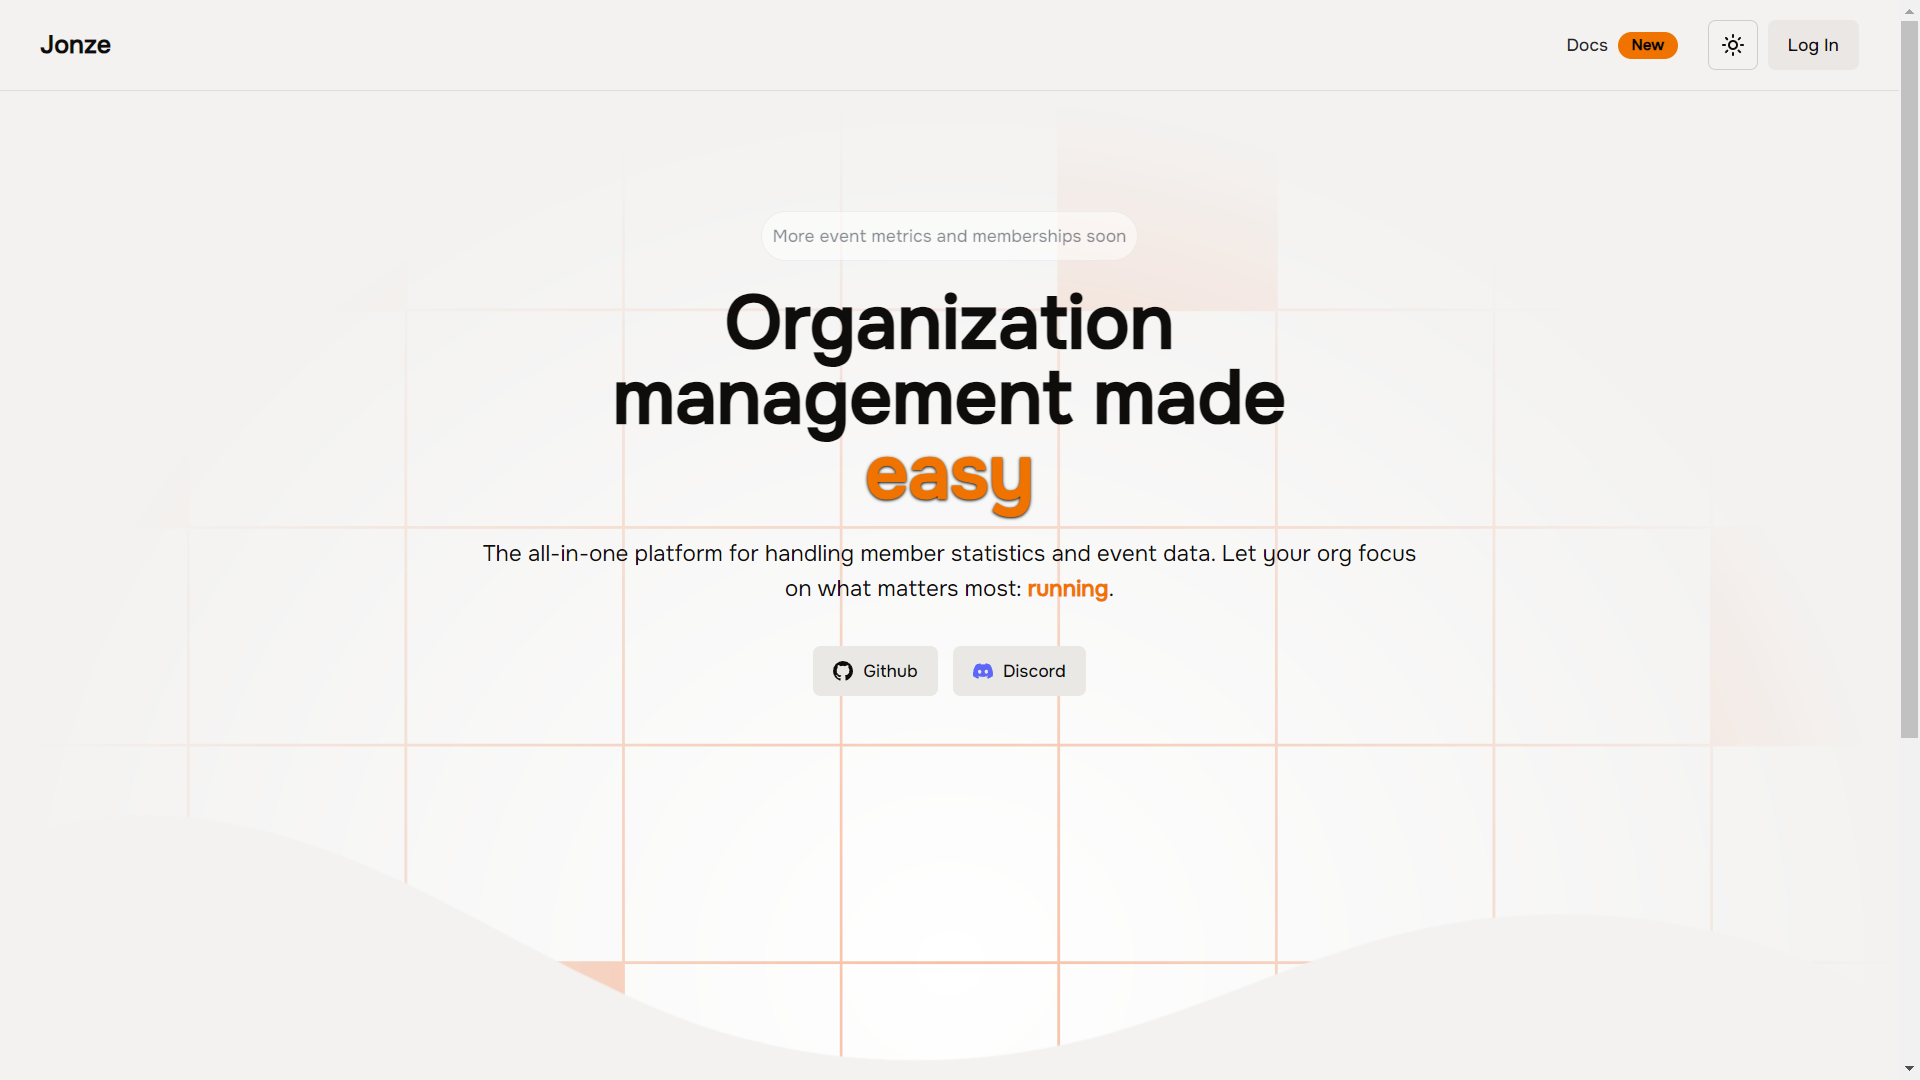 Jonze
Docs New
Log In
More event metrics and memberships soon
Organization
management made
easy
The all-in-one platform for handling member statistics and event data. Let your org focus
on what matters most: running.
Github
Discord